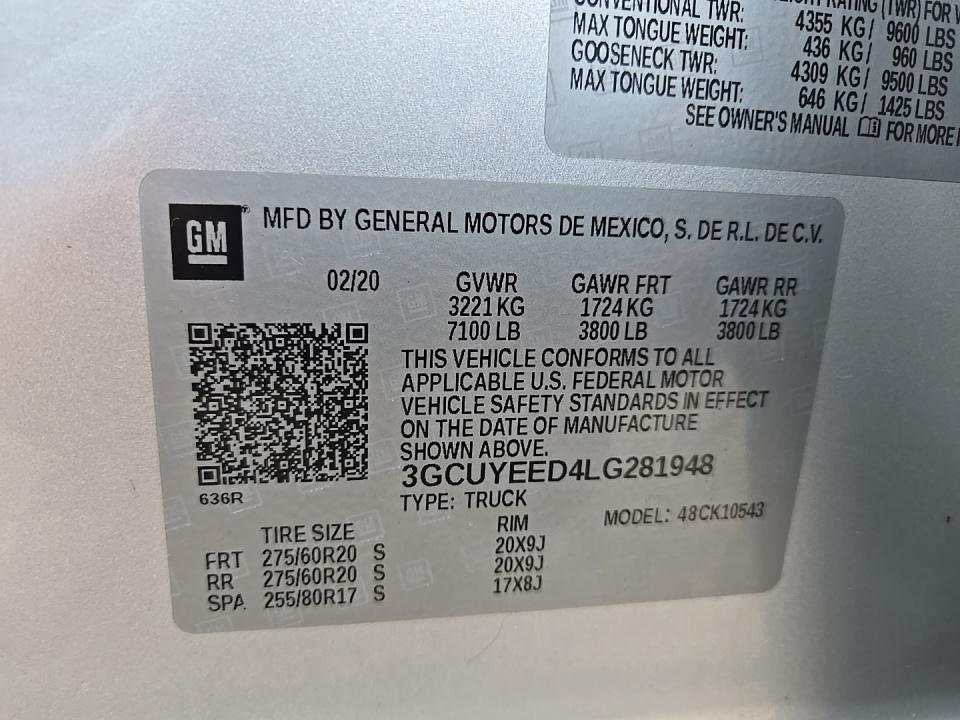 CONVENTIONAL TWR: 4355 KG/ 9600 LBS
MAX TONGUE WEIGHT: 436 KG/ 960 LBS
GOOSENECK TWR: 4309 KG/ 9500 LBS
MAX TONGUE WEIGHT: 646 KG/ 1425 LBS
SEE OWNER'S MANUAL FOR MORE
GM
MFD BY GENERAL MOTORS DE MEXICO, S. DE R.L. DE C.V.
02/20 GVWR GAWR FRT GAWR RR
3221 KG 1724 KG 1724 KG
7100 LB 3800 LB 3800 LB
THIS VEHICLE CONFORMS TO ALL
APPLICABLE U.S. FEDERAL MOTOR
VEHICLE SAFETY STANDARDS IN EFFECT
ON THE DATE OF MANUFACTURE
SHOWN ABOVE.
3GCUYEED4LG281948
636R
TYPE: TRUCK MODEL: 48CK10543
TIRE SIZE RIM
FRT 275/60R20 S 20X9J
RR 275/60R20 S 20X9J
SPA 255/80R17 S 17X8J